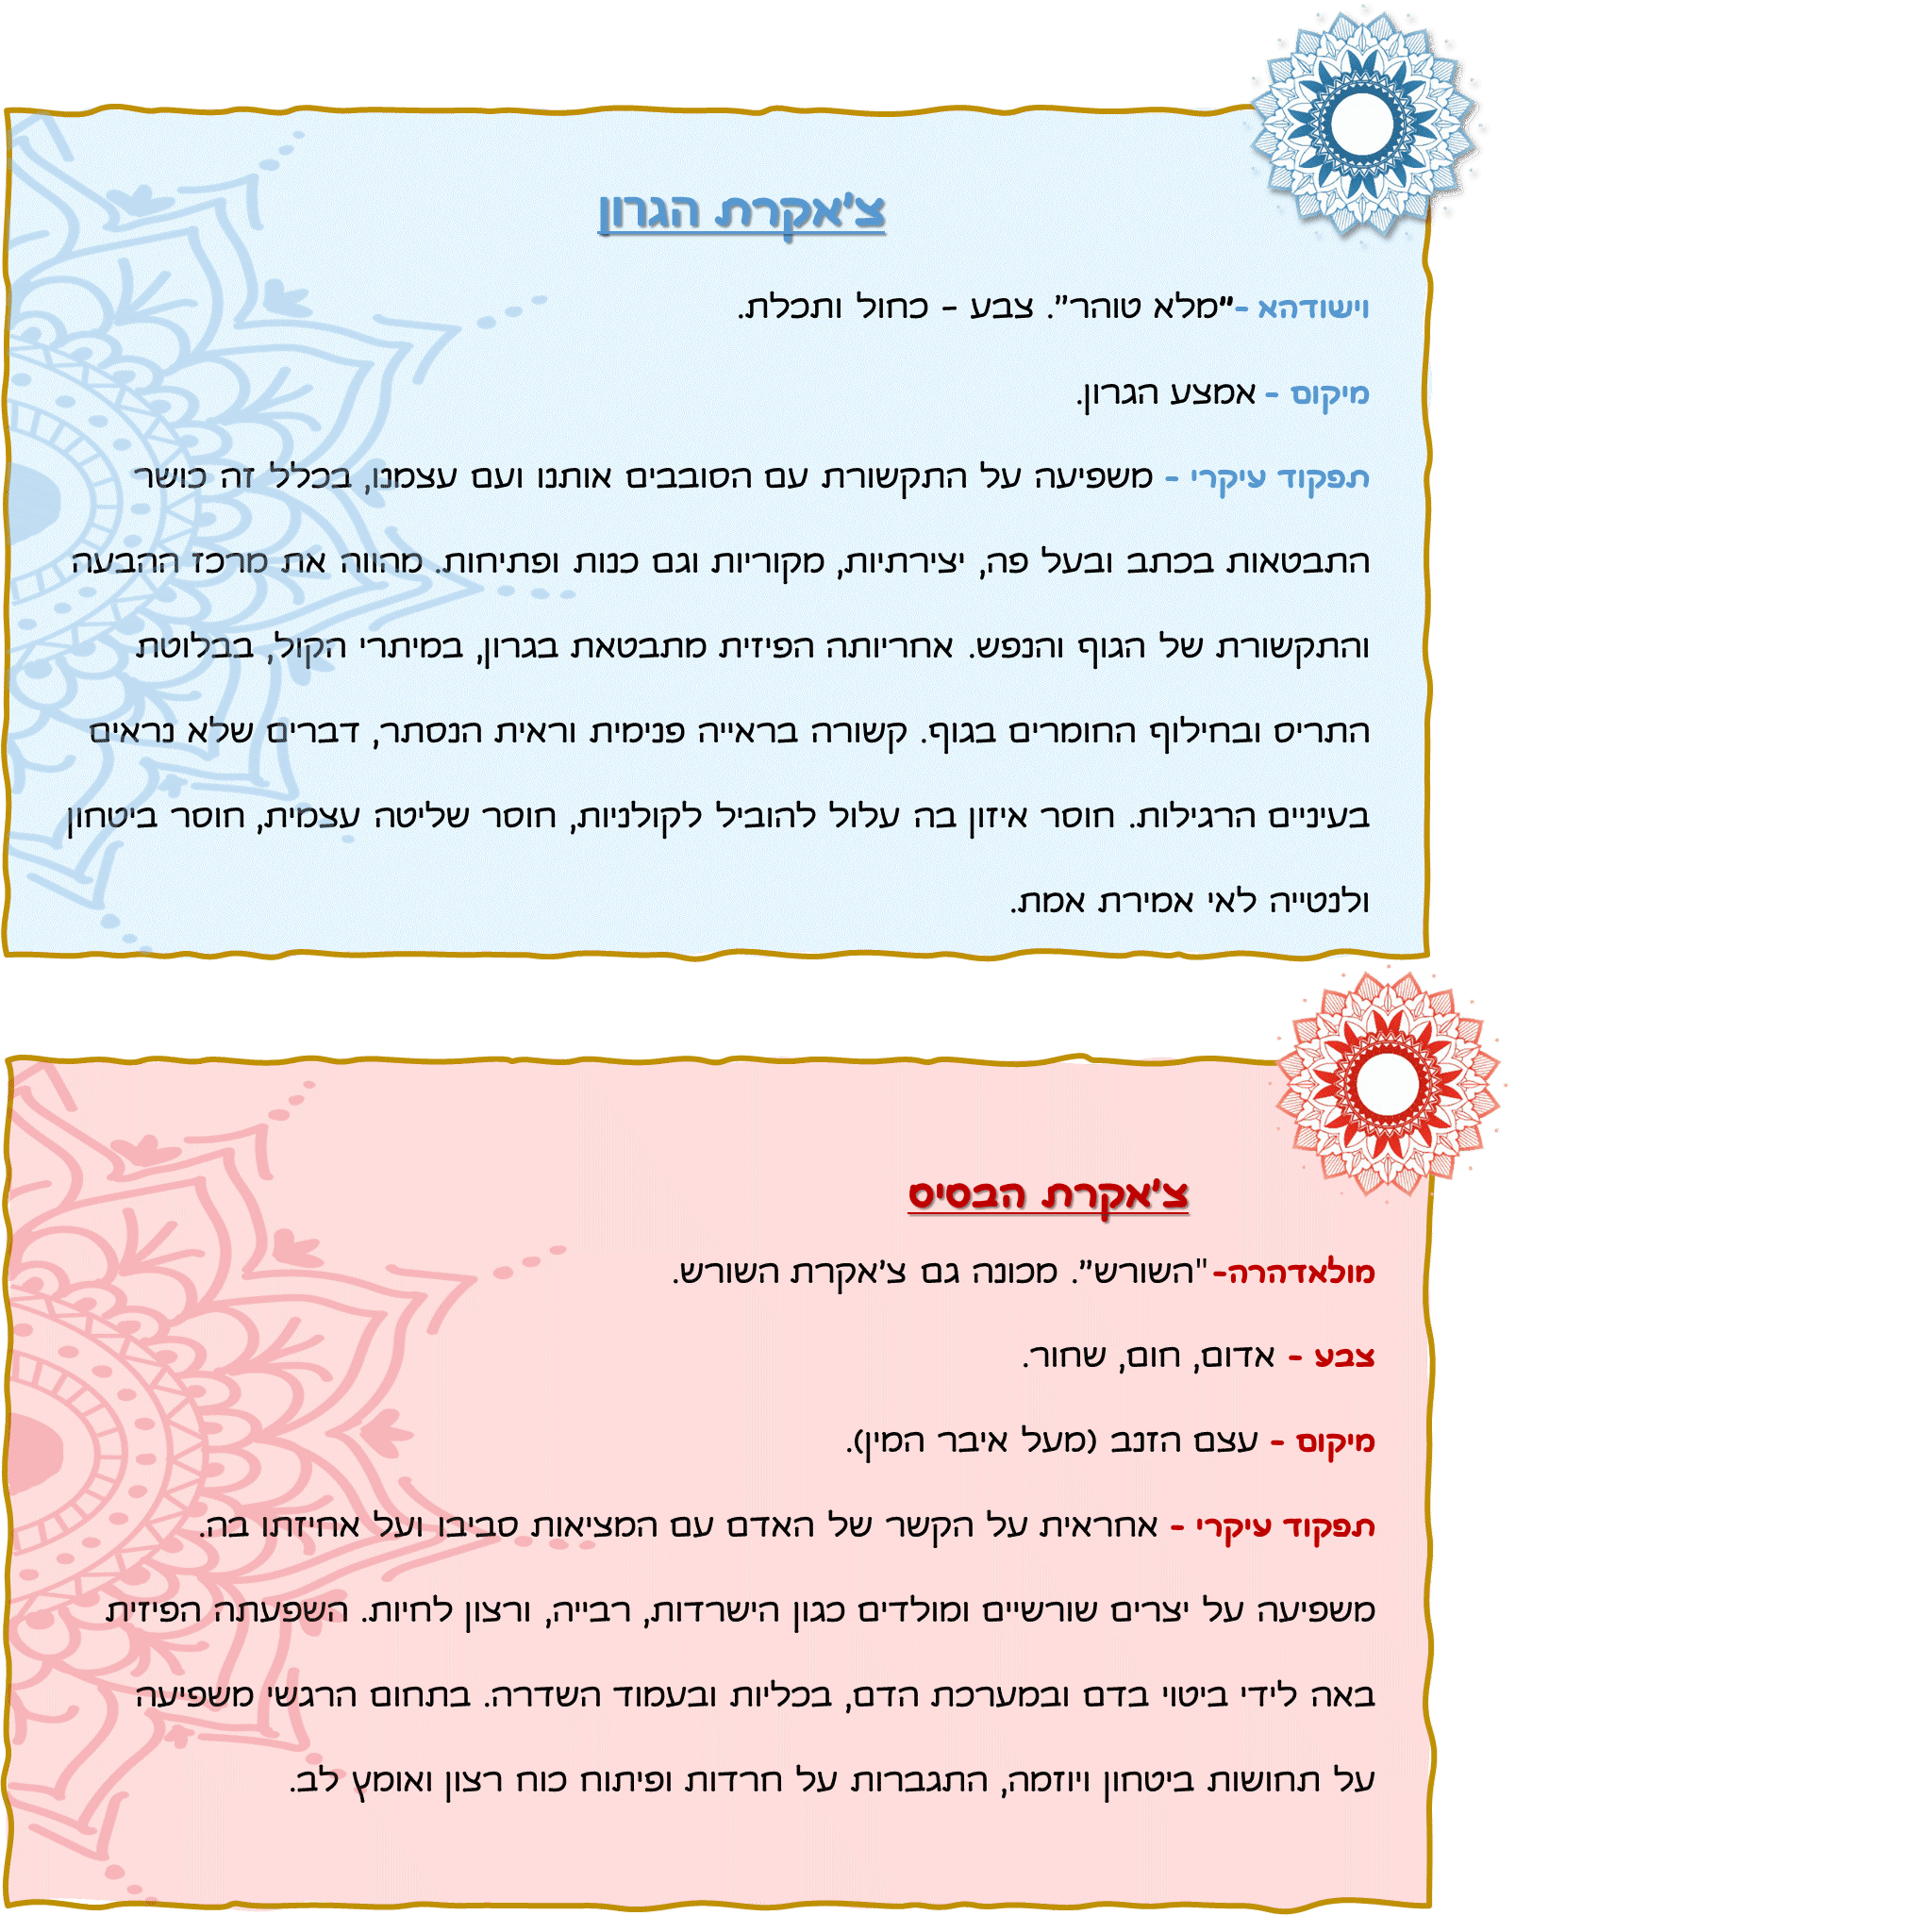 צ'אקרת הגרון
וישודהא -"מלא טוהר". צבע – כחול ותכלת.
מיקום - אמצע הגרון.
תפקוד עיקרי - משפיעה על התקשורת עם הסובבים אותנו ועם עצמנו, בכלל זה כושר
התבטאות בכתב ובעל פה, יצירתיות, מקוריות וגם כנות ופתיחות. מהווה את מרכז ההבעה
והתקשורת של הגוף והנפש. אחריותה הפיזית מתבטאת בגרון, במיתרי הקול, בבלוטת
התריס ובחילוף החומרים בגוף. קשורה בראייה פנימית וראית הנסתר, דברים שלא נראים
בעיניים הרגילות. חוסר איזון בה עלול להוביל לקולניות, חוסר שליטה עצמית, חוסר ביטחון
ולנטייה לאי אמירת אמת.
צ'אקרת הבסיס
מולאדהרה- "השורש". מכונה גם צ'אקרת השורש.
צבע - אדום, חום, שחור.
מיקום - עצם הזנב (מעל איבר המין).
תפקוד עיקרי - אחראית על הקשר של האדם עם המציאות סביבו ועל אחיזתו בה.
משפיעה על יצרים שורשיים ומולדים כגון הישרדות, רבייה, ורצון לחיות. השפעתה הפיזית
באה לידי ביטוי בדם ובמערכת הדם, בכליות ובעמוד השדרה. בתחום הרגשי משפיעה
על תחושות ביטחון ויוזמה, התגברות על חרדות ופיתוח כוח רצון ואומץ לב.